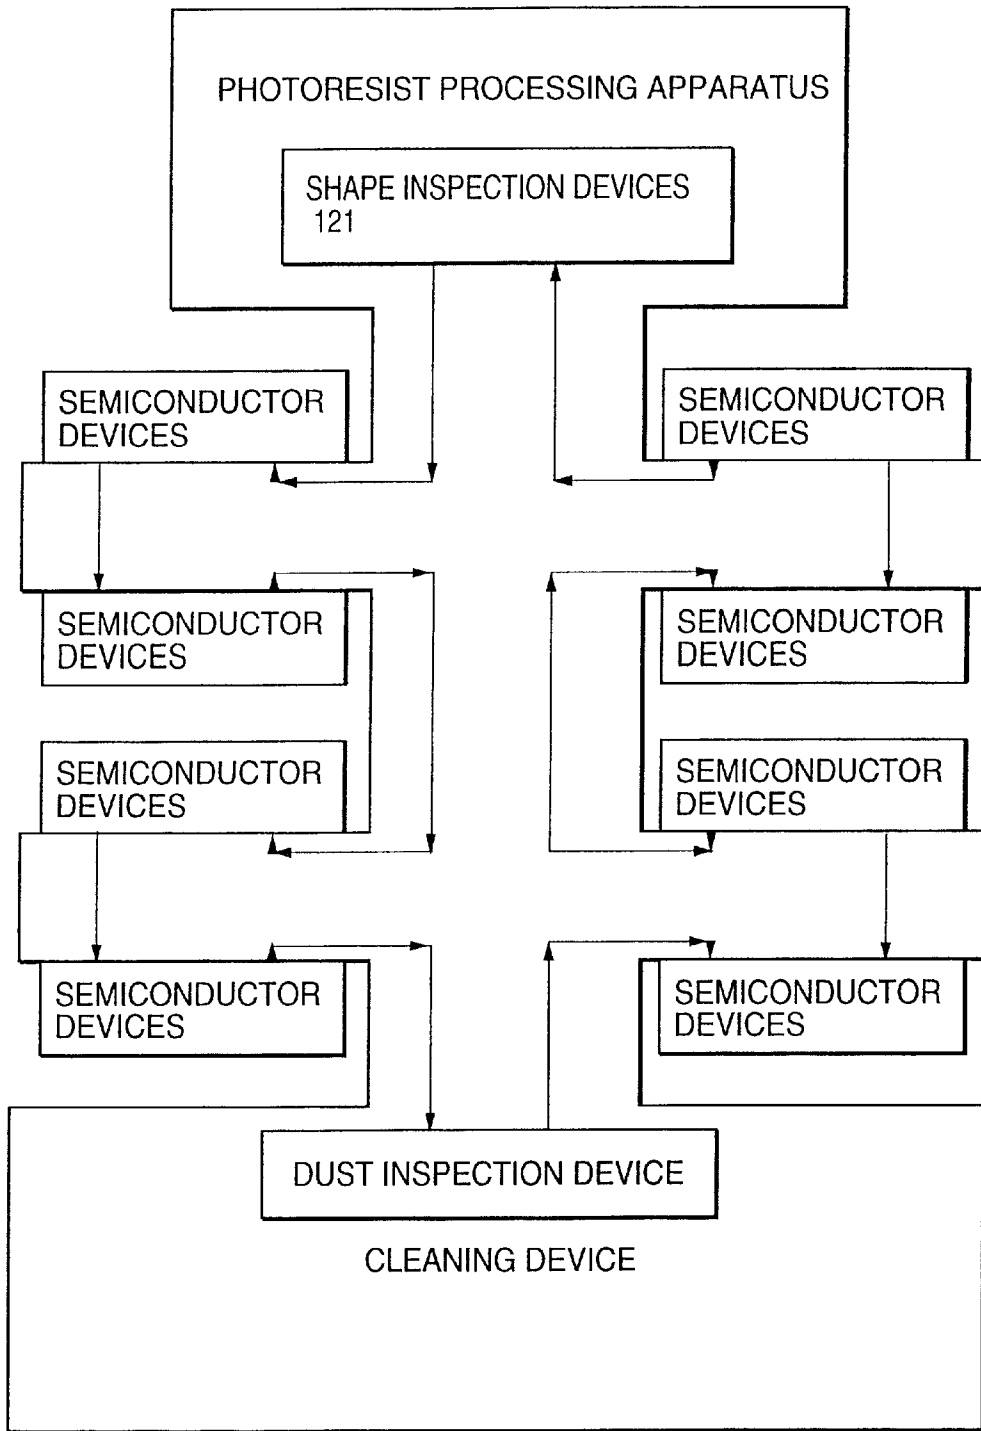 PHOTORESIST PROCESSING APPARATUS
SHAPE INSPECTION DEVICES
121
SEMICONDUCTOR
DEVICES
SEMICONDUCTOR
DEVICES
SEMICONDUCTOR
DEVICES
SEMICONDUCTOR
DEVICES
SEMICONDUCTOR
DEVICES
SEMICONDUCTOR
DEVICES
SEMICONDUCTOR
DEVICES
SEMICONDUCTOR
DEVICES
DUST INSPECTION DEVICE
CLEANING DEVICE